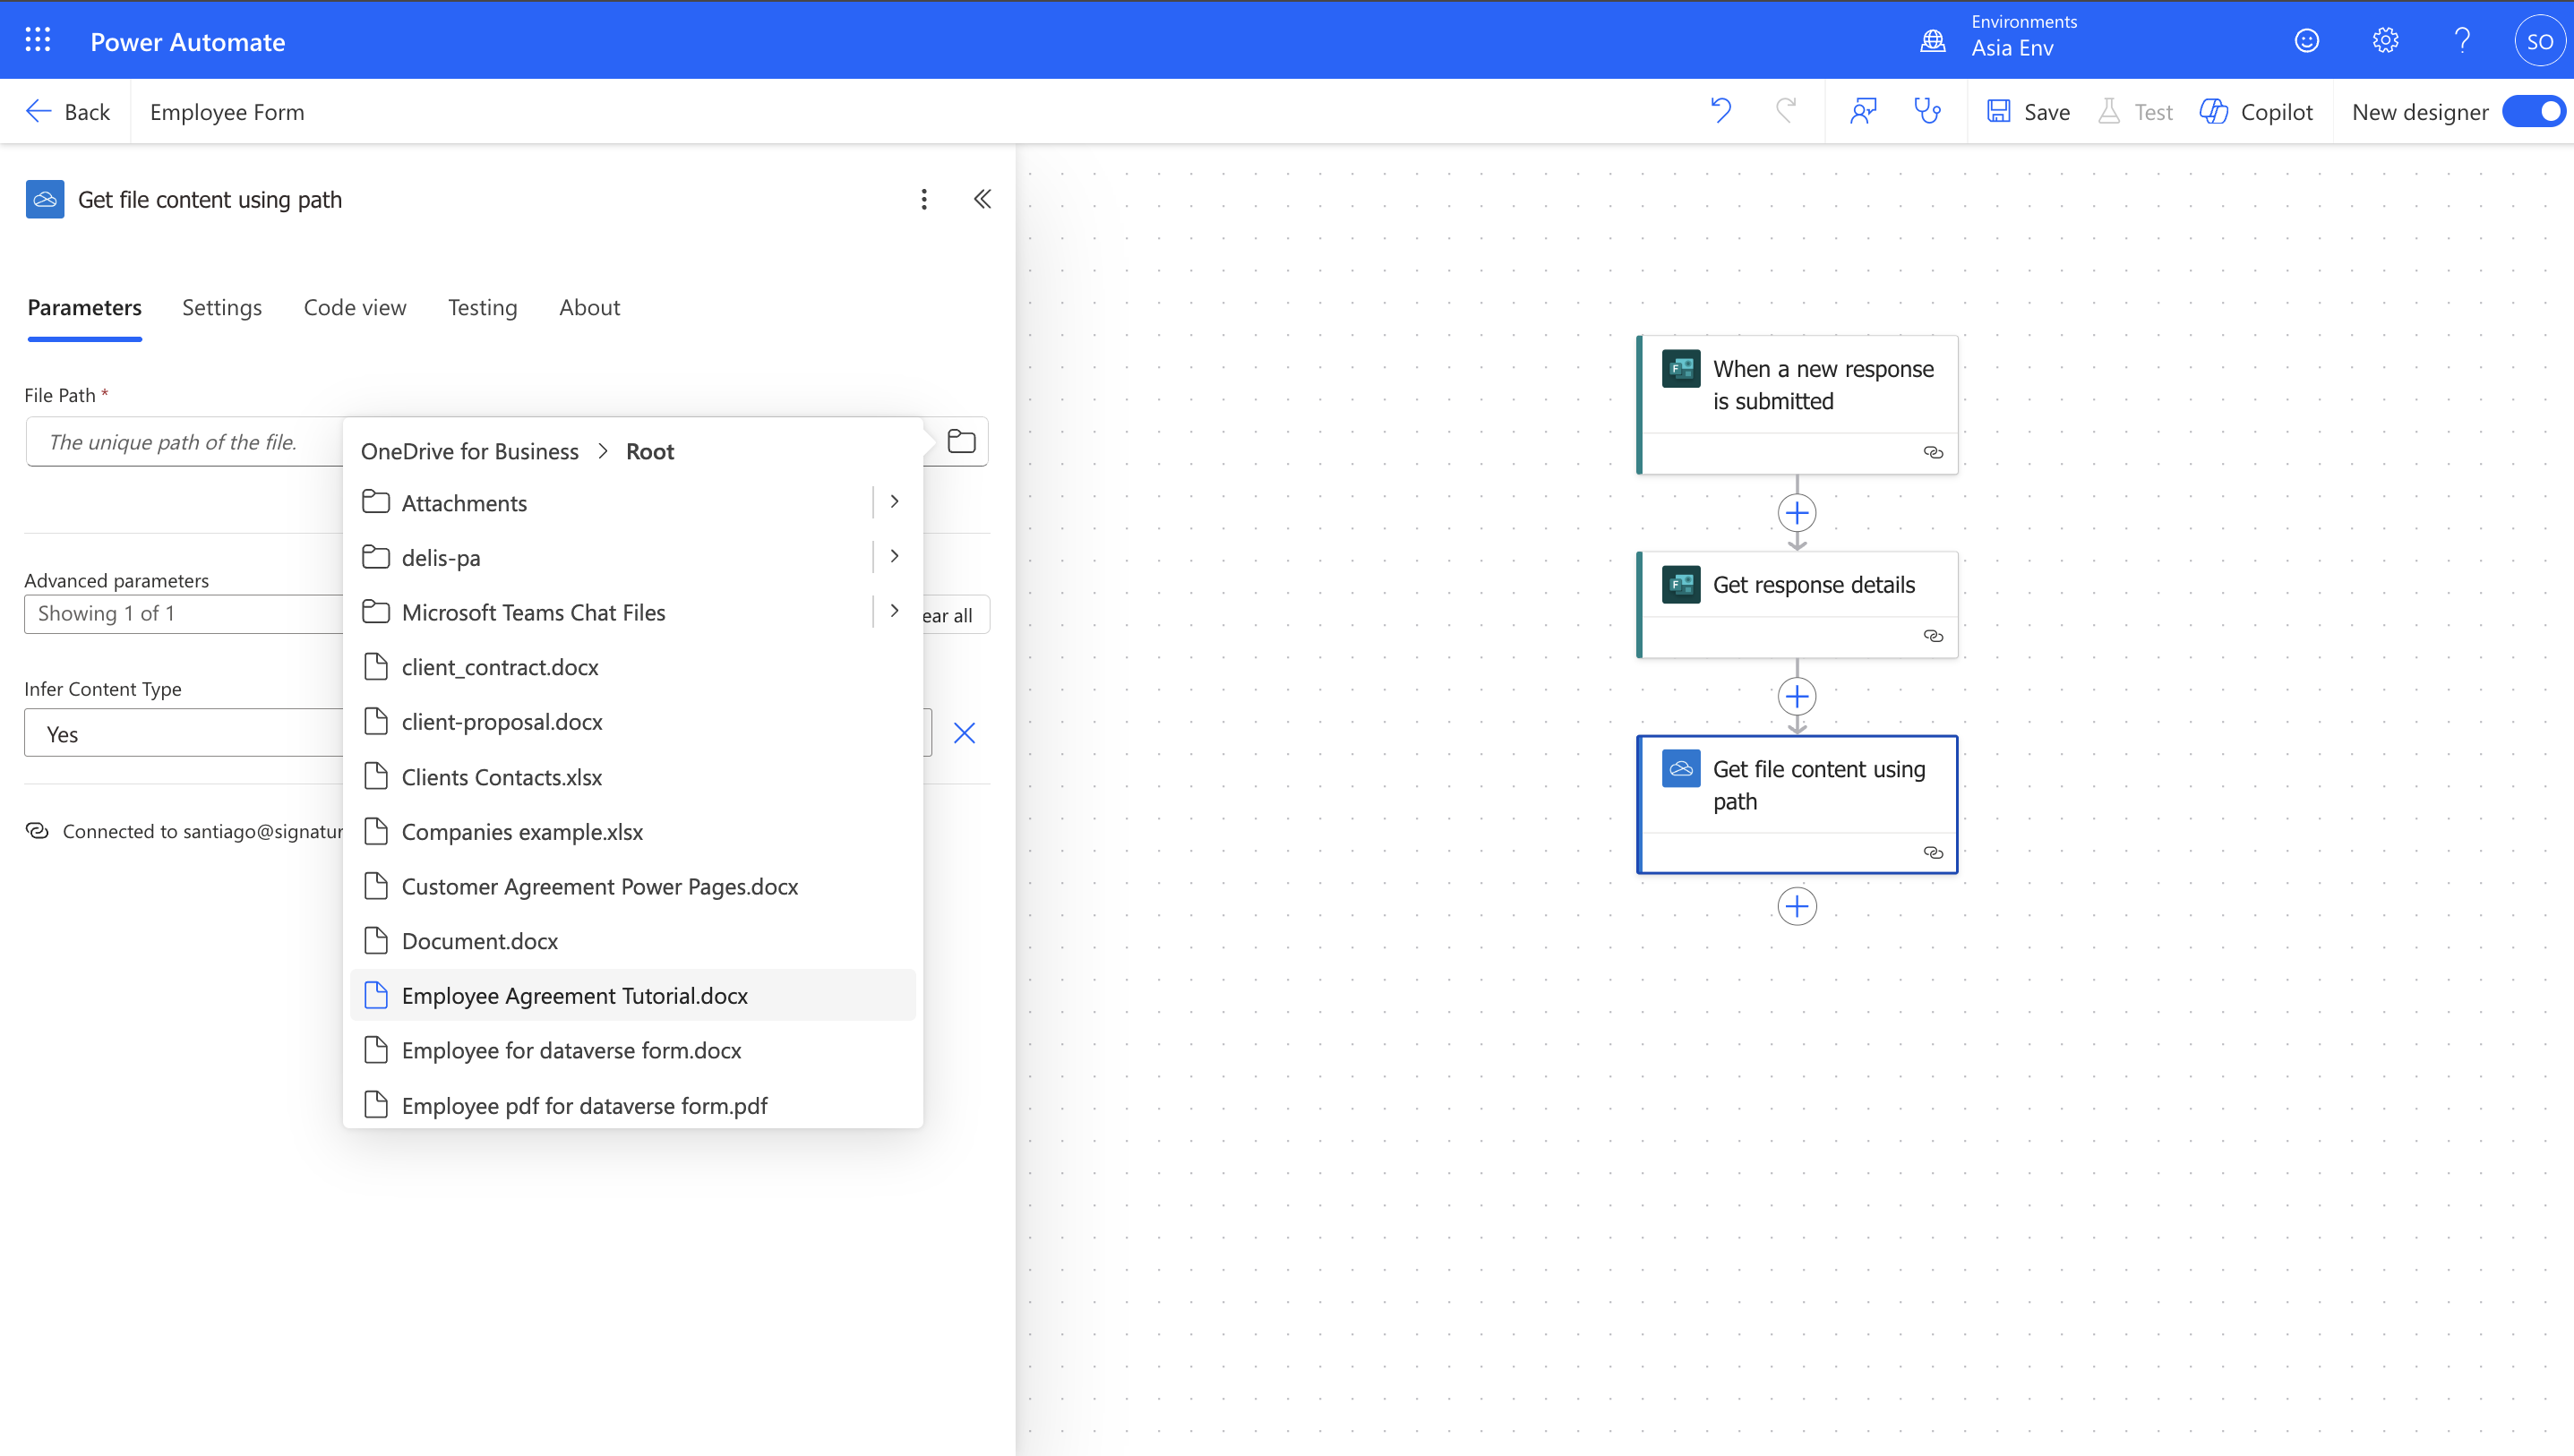 Power Automate
Environments
Asia Env
SO
Back
Employee Form
Save
Test
Copilot
New designer
Get file content using path
Parameters
Settings
Code view
Testing
About
File Path *
The unique path of the file.
OneDrive for Business > Root
Attachments
delis-pa
Microsoft Teams Chat Files
client_contract.docx
client-proposal.docx
Clients Contacts.xlsx
Companies example.xlsx
Customer Agreement Power Pages.docx
Document.docx
Employee Agreement Tutorial.docx
Employee for dataverse form.docx
Employee pdf for dataverse form.pdf
Advanced parameters
Showing 1 of 1
ear all
Infer Content Type
Yes
Connected to santiago@signatur
When a new response
is submitted
Get response details
Get file content using
path